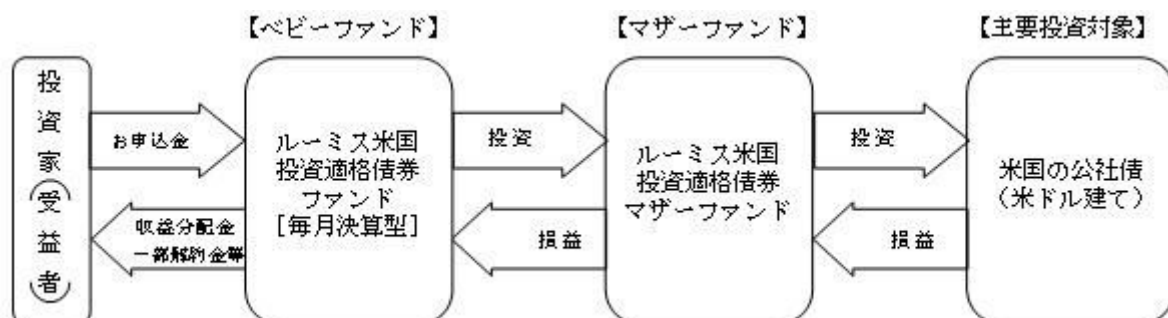 【ベビーファンド】
【マザーファンド】
【主要投資対象】
投資家(受益者)
お申込金
収益分配金
一部解約金等
ルーミス米国
投資適格債券
ファンド
[毎月決算型]
投資
損益
ルーミス米国
投資適格債券
マザーファンド
投資
損益
米国の公社債
(米ドル建て)